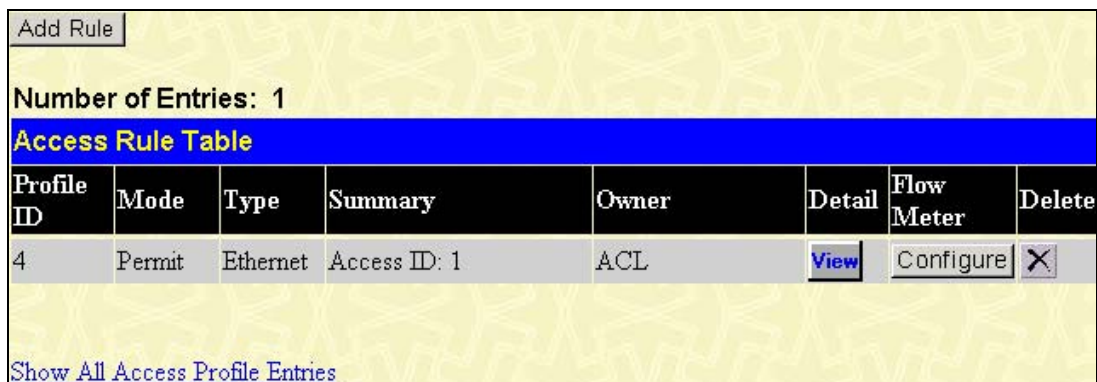 Add Rule
Number of Entries: 1
Access Rule Table
Profile ID Mode Type Summary Owner Detail Flow Meter Delete
4 Permit Ethernet Access ID: 1 ACL View Configure X
Show All Access Profile Entries